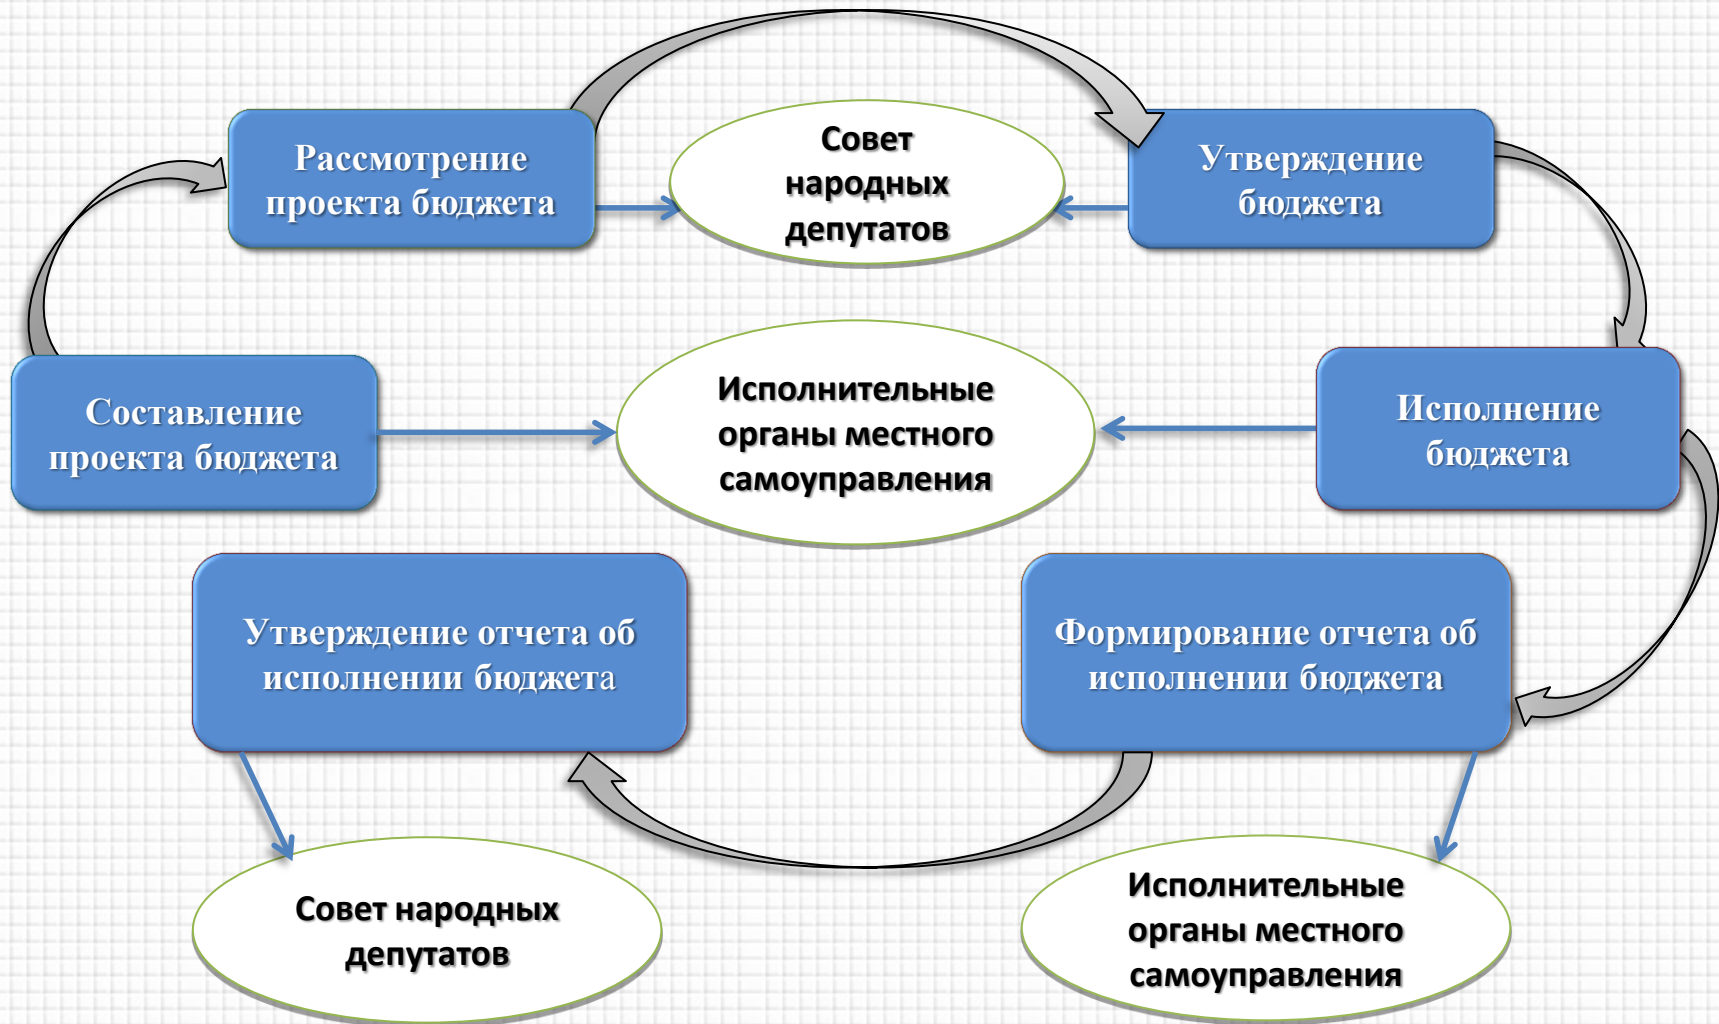 Рассмотрение
проекта бюджета
Совет
народных
депутатов
Утверждение
бюджета
Составление
проекта бюджета
Исполнительные
органы местного
самоуправления
Исполнение
бюджета
Утверждение отчета об
исполнении бюджета
Формирование отчета об
исполнении бюджета
Совет народных
депутатов
Исполнительные
органы местного
самоуправления